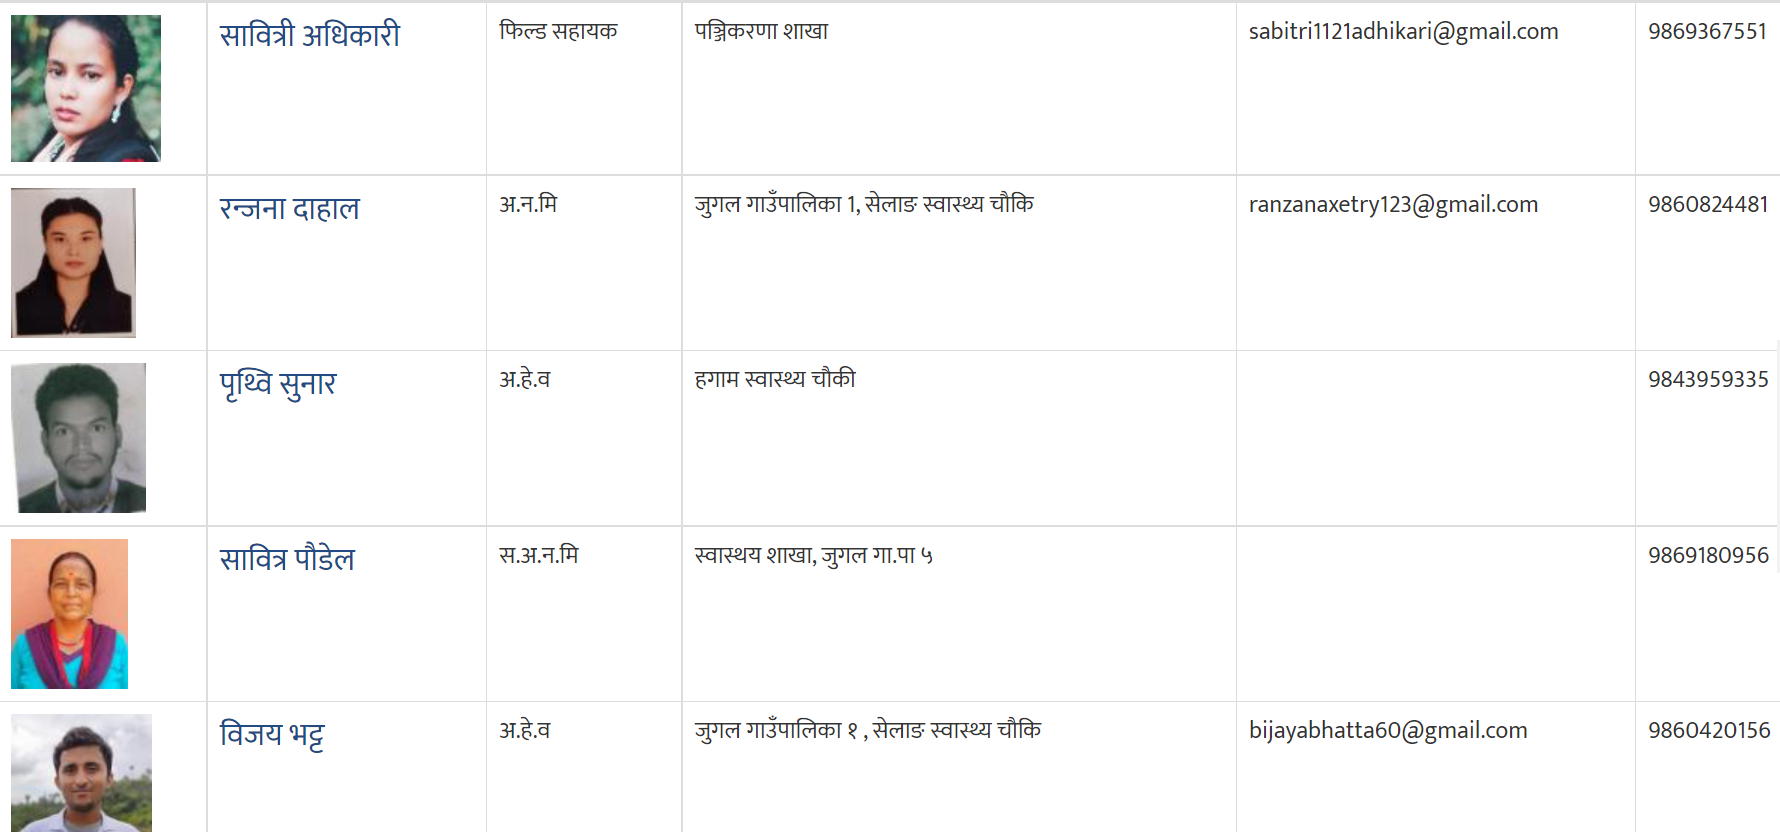 सावित्री अधिकारी फिल्ड सहायक पञ्जिकरणा शाखा sabitri1121adhikari@gmail.com 9869367551
रन्जना दाहाल अ.न.मि जुगल गाउँपालिका 1, सेलाङ स्वास्थ्य चौकि ranzanaxetry123@gmail.com 9860824481
पृथ्वि सुनार अ.हे.व हगाम स्वास्थ्य चौकी 9843959335
सावित्र पौडेल स.अ.न.मि स्वास्थय शाखा, जुगल गा.पा ५ 9869180956
विजय भट्ट अ.हे.व जुगल गाउँपालिका १ , सेलाङ स्वास्थ्य चौकि bijayabhatta60@gmail.com 9860420156